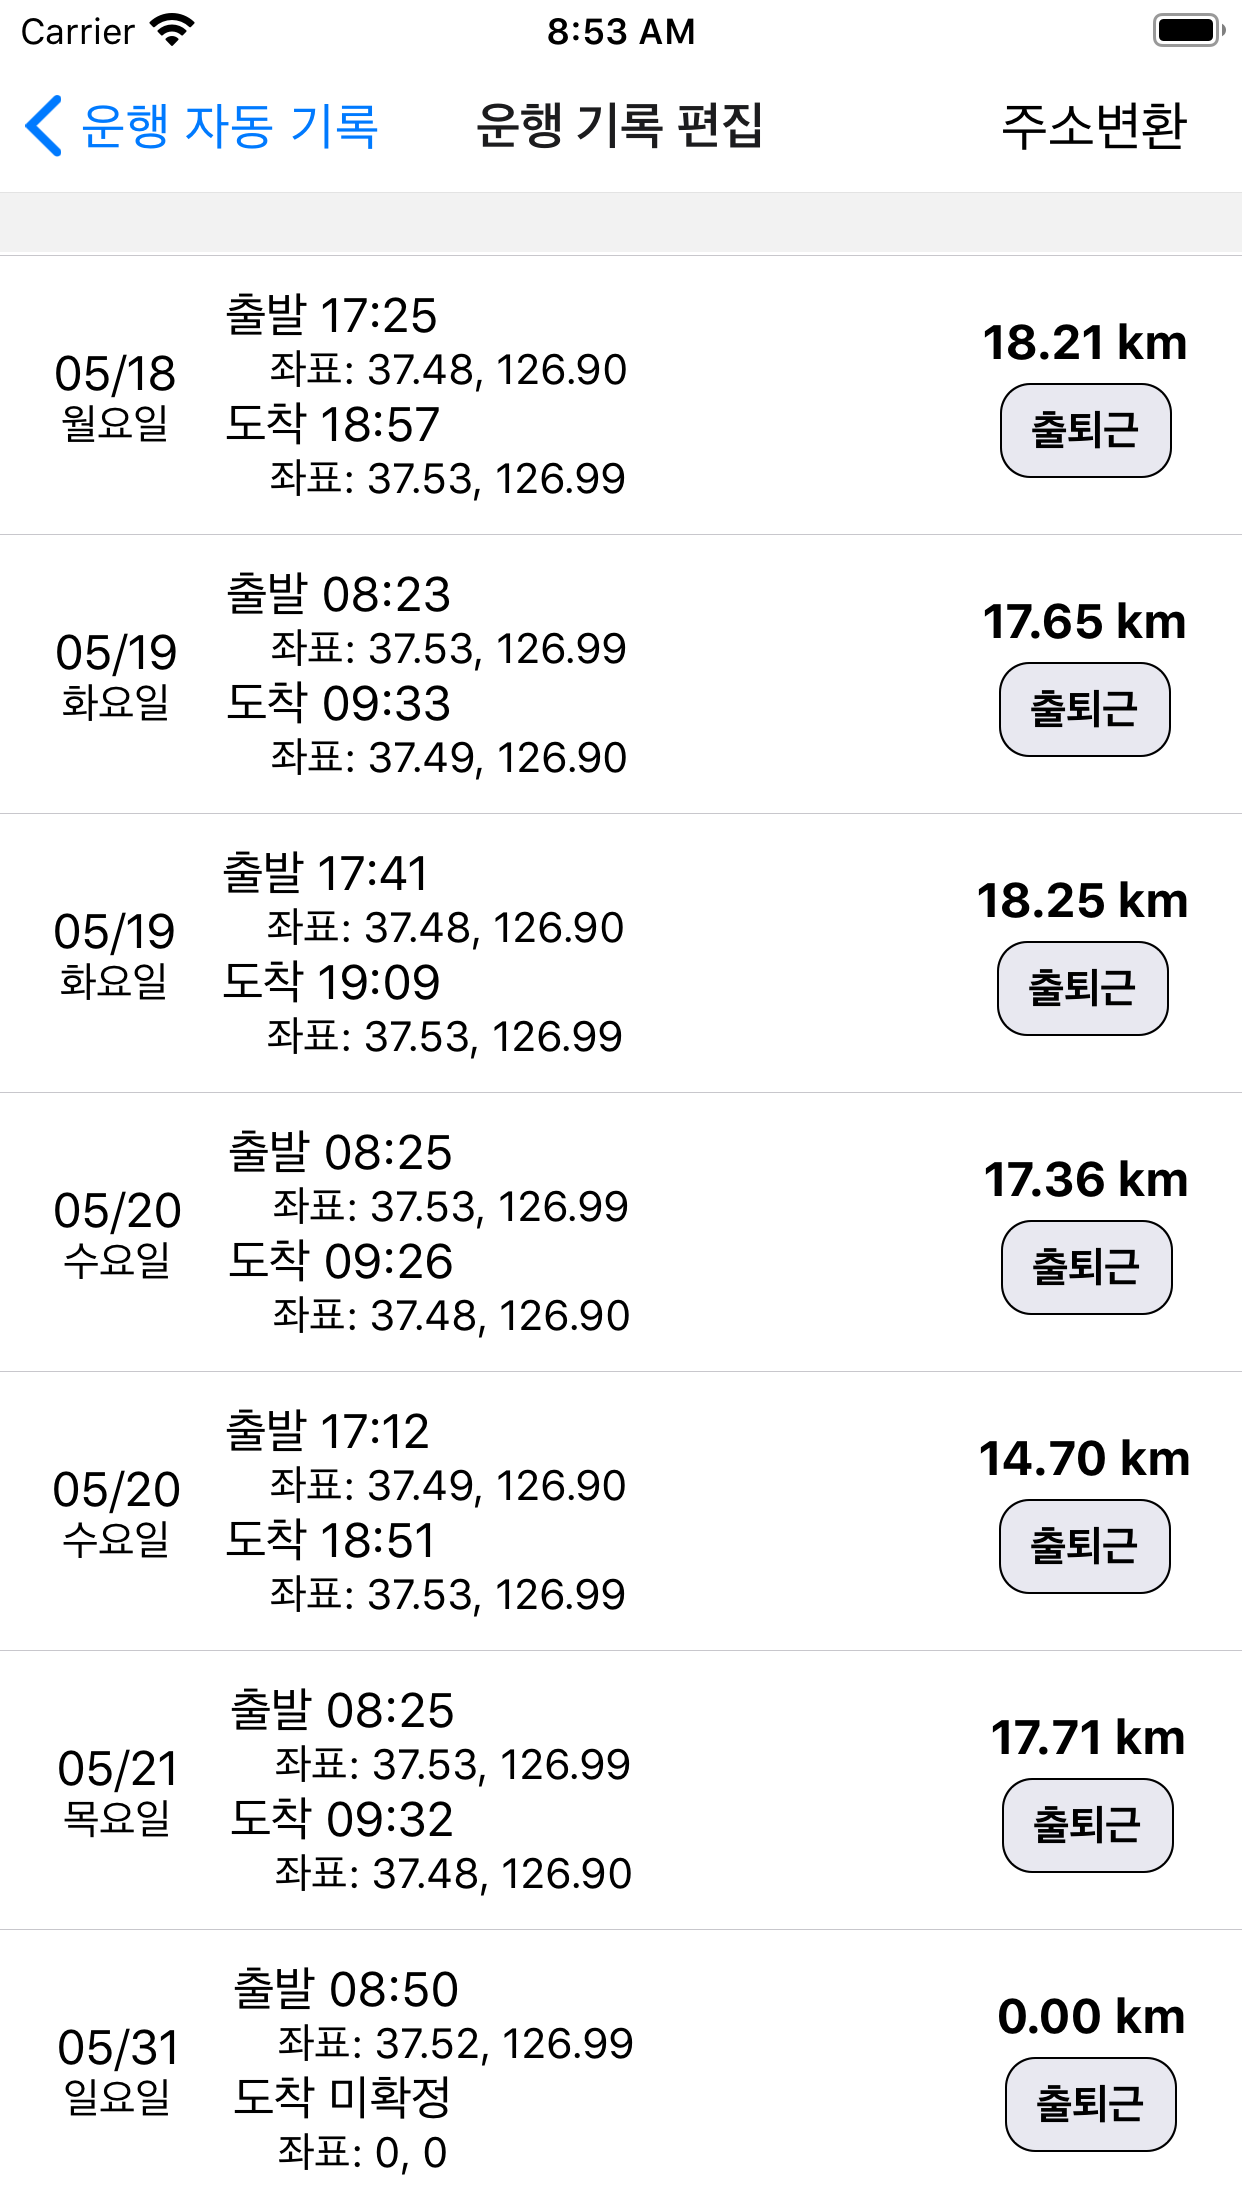 Carrier 8:53 AM
운행 자동 기록 운행 기록 편집 주소변환
05/18
월요일
출발 17:25
좌표: 37.48, 126.90
도착 18:57
좌표: 37.53, 126.99
18.21 km
출퇴근
05/19
화요일
출발 08:23
좌표: 37.53, 126.99
도착 09:33
좌표: 37.49, 126.90
17.65 km
출퇴근
05/19
화요일
출발 17:41
좌표: 37.48, 126.90
도착 19:09
좌표: 37.53, 126.99
18.25 km
출퇴근
05/20
수요일
출발 08:25
좌표: 37.53, 126.99
도착 09:26
좌표: 37.48, 126.90
17.36 km
출퇴근
05/20
수요일
출발 17:12
좌표: 37.49, 126.90
도착 18:51
좌표: 37.53, 126.99
14.70 km
출퇴근
05/21
목요일
출발 08:25
좌표: 37.53, 126.99
도착 09:32
좌표: 37.48, 126.90
17.71 km
출퇴근
05/31
일요일
출발 08:50
좌표: 37.52, 126.99
도착 미확정
좌표: 0, 0
0.00 km
출퇴근